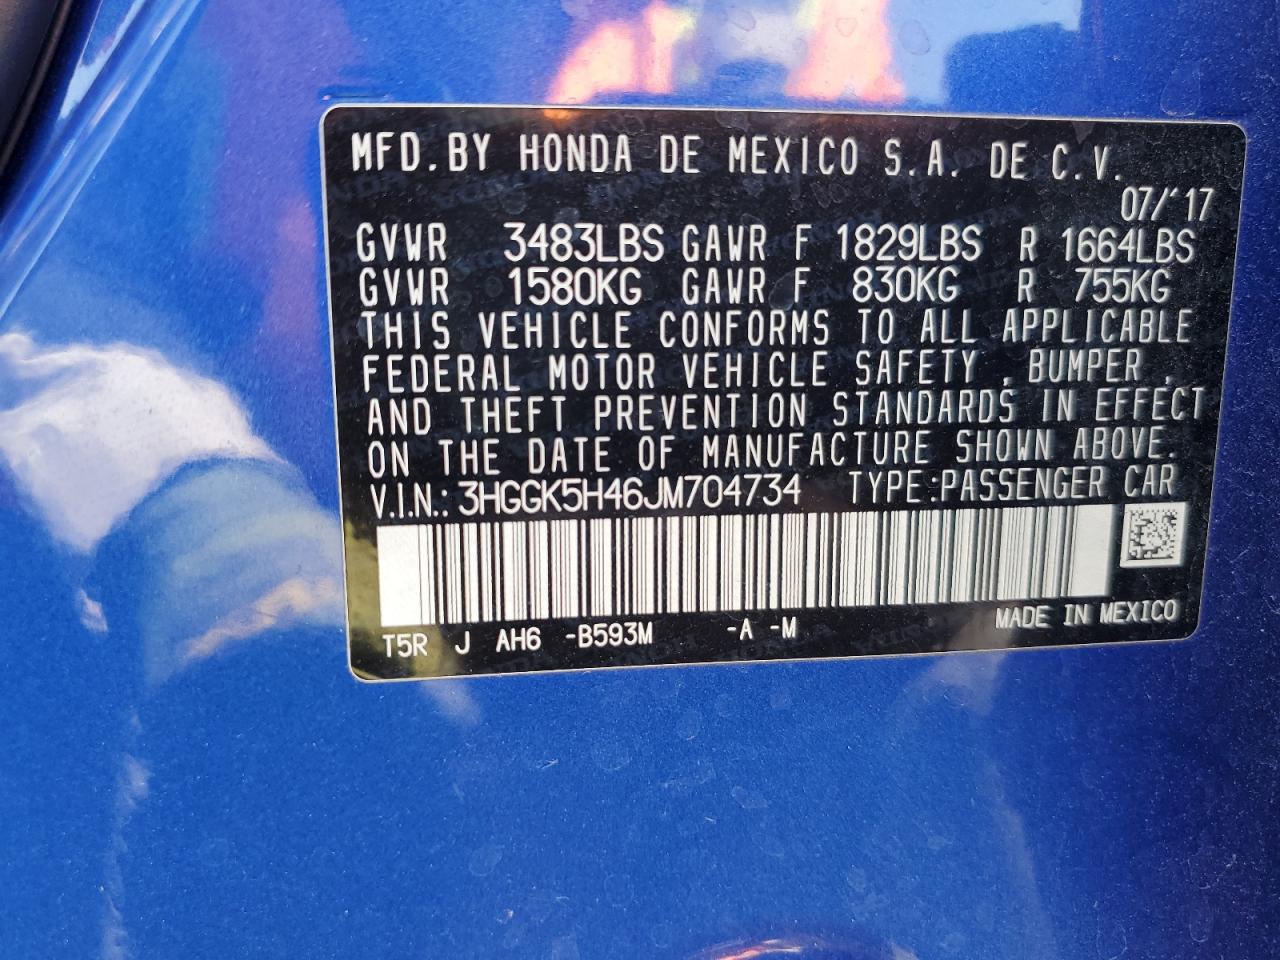 MFD.BY HONDA DE MEXICO S.A. DE C.V.
07/'17
GVWR 3483LBS GAWR F 1829LBS R 1664LBS
GVWR 1580KG GAWR F 830KG R 755KG
THIS VEHICLE CONFORMS TO ALL APPLICABLE
FEDERAL MOTOR VEHICLE SAFETY , BUMPER ,
AND THEFT PREVENTION STANDARDS IN EFFECT
ON THE DATE OF MANUFACTURE SHOWN ABOVE.
V.I.N.: 3HGGK5H46JM704734 TYPE:PASSENGER CAR
T5R J AH6 -B593M -A -M MADE IN MEXICO